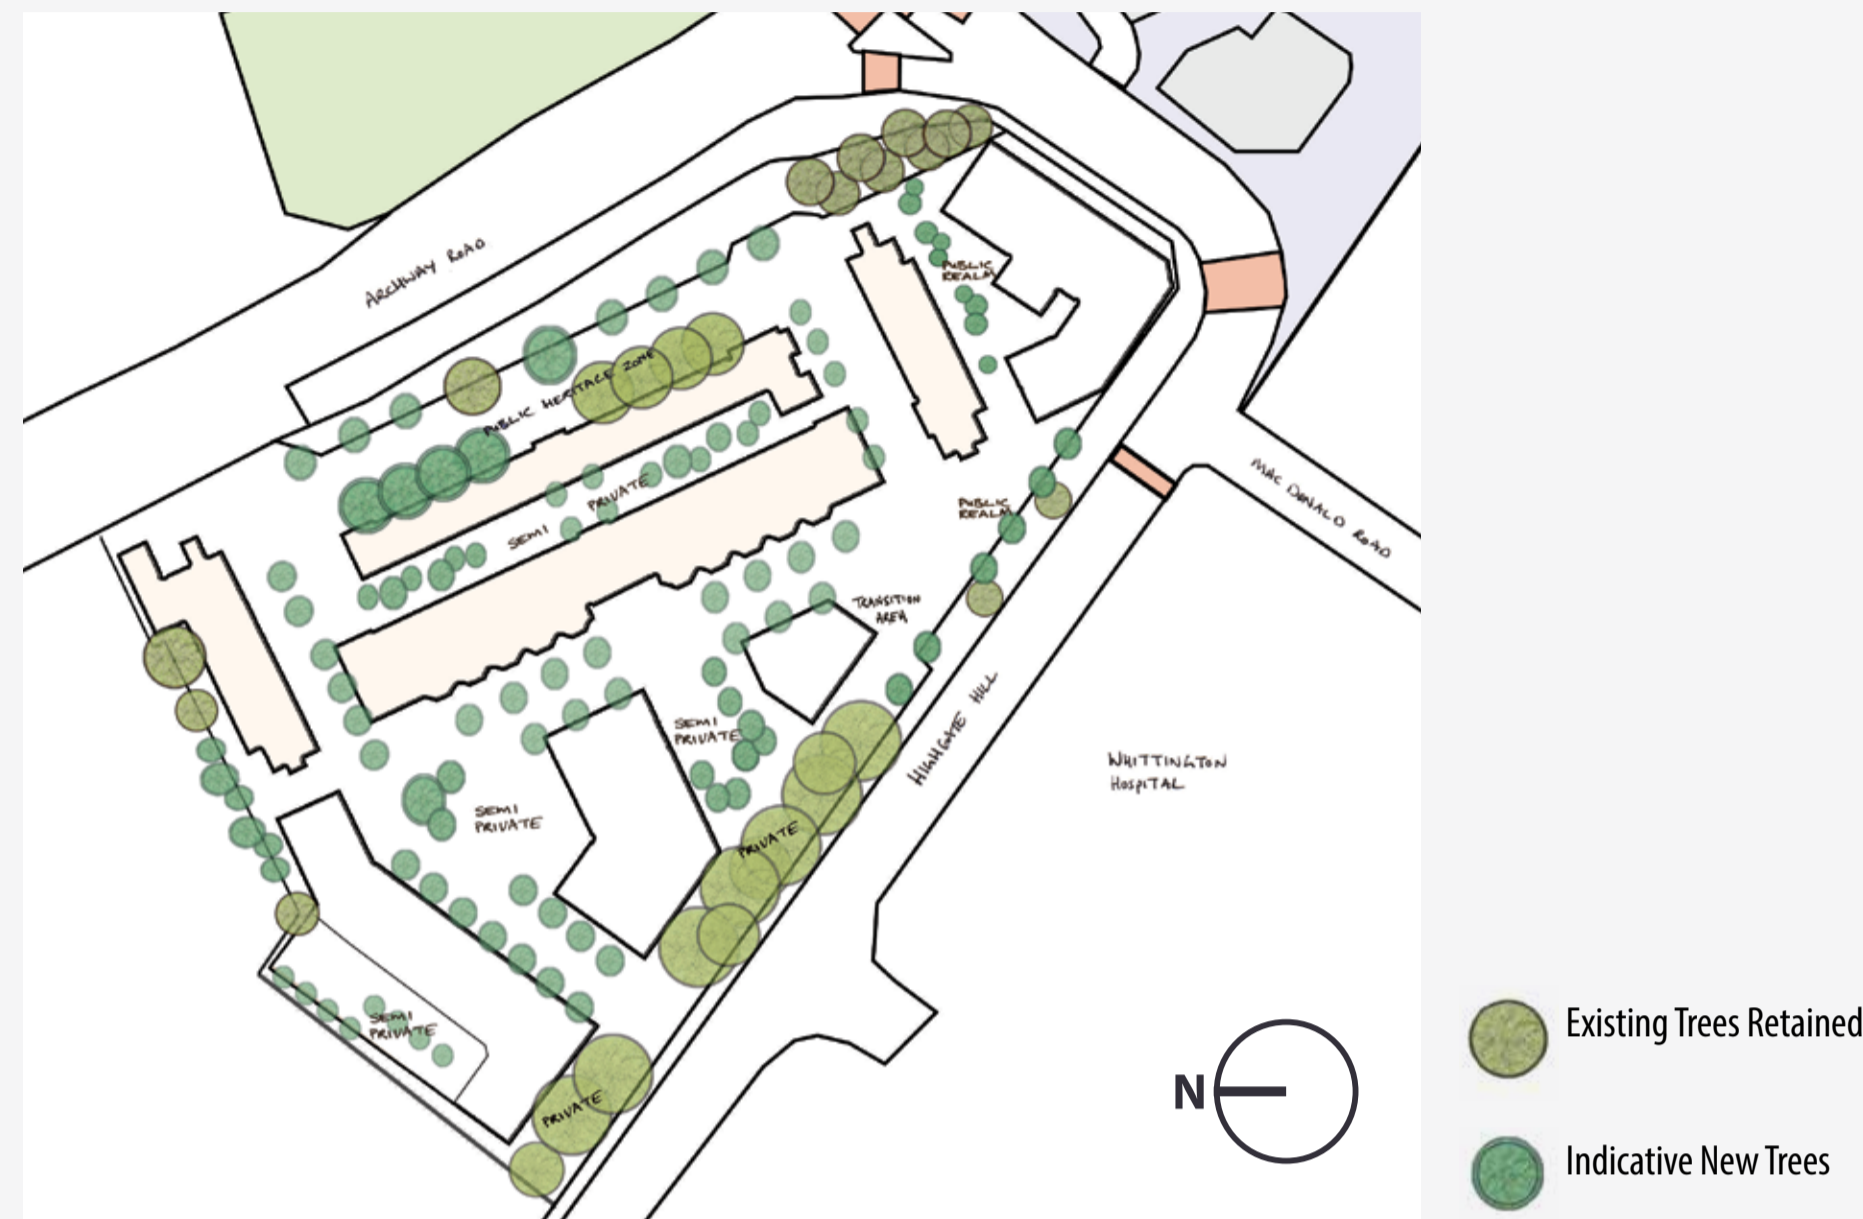 ARCHWAY ROAD
PUBLIC
REALM
PUBLIC HERITAGE ZONE
SEMI PRIVATE
MAC DONALD ROAD
PUBLIC
REALM
TRANSITION
AREA
SEMI
PRIVATE
HIGHGATE HILL
WHITTINGTON
HOSPITAL
SEMI
PRIVATE
PRIVATE
SEMI
PRIVATE
PRIVATE
N
Existing Trees Retained
Indicative New Trees